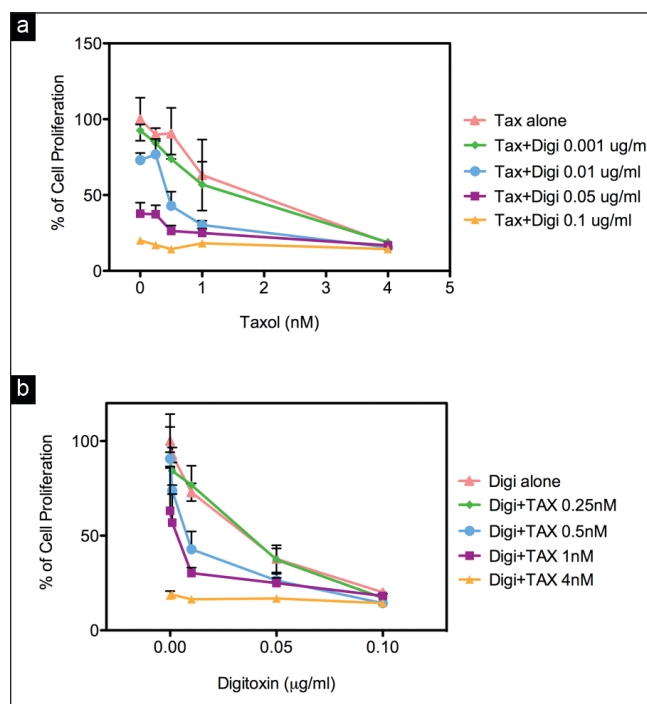 a
150
100
50
0
% of Cell Proliferation
0 1 2 3 4 5
Taxol (nM)
Tax alone
Tax+Digi 0.001 ug/m
Tax+Digi 0.01 ug/ml
Tax+Digi 0.05 ug/ml
Tax+Digi 0.1 ug/ml
b
100
50
0
% of Cell Proliferation
0.00 0.05 0.10
Digitoxin (μg/ml)
Digi alone
Digi+TAX 0.25nM
Digi+TAX 0.5nM
Digi+TAX 1nM
Digi+TAX 4nM